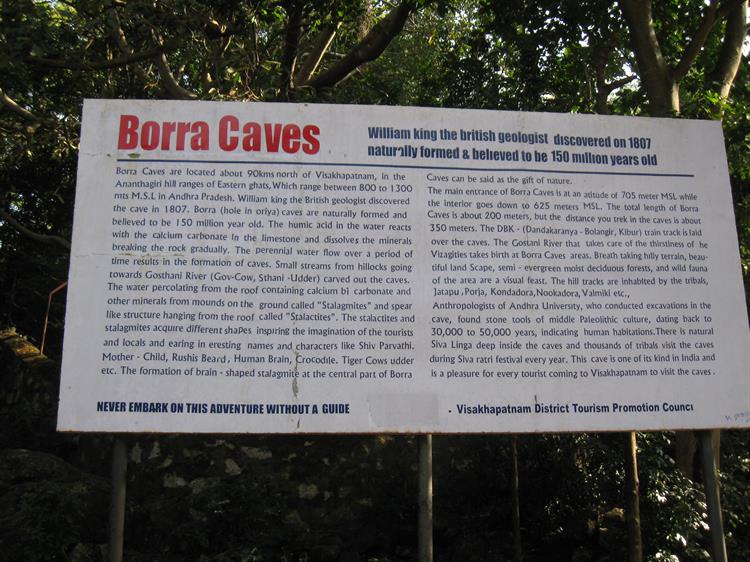 Borra Caves
William king the british geologist discovered on 1807
naturally formed & believed to be 150 million years old
Borra Caves are located about 90kms north of Visakhapatnam, in the
Ananthagiri hill ranges of Eastern ghats, Which range between 800 to 1300
mts M.S.L in Andhra Pradesh. William king the British geologist discovered
the cave in 1807. Borra (hole in oriya) caves are naturally formed and
believed to be 150 million year old. The humic acid in the water reacts
with the calcium carbonate in the limestone and dissolves the minerals
breaking the rock gradually. The perennial water flow over a period of
time results in the formation of caves. Small streams from hillocks going
towards Gosthani River (Gov-Cow, Sthani -Udder) carved out the caves.
The water percolating from the roof containing calcium bi carbonate and
other minerals from mounds on the ground called "Stalagmites" and spear
like structure hanging from the roof called "Stalactites". The stalactites and
stalagmites acquire different shapes inspiring the imagination of the tourists
and locals and earing in eresting names and characters like Shiv Parvathi.
Mother - Child, Rushis Beard, Human Brain, Crocodile. Tiger Cows udder
etc. The formation of brain - shaped stalagmite at the central part of Borra
Caves can be said as the gift of nature.
The main entrance of Borra Caves is at an atitude of 705 meter MSL while
the interior goes down to 625 meters MSL. The total length of Borra
Caves is about 200 meters, but the distance you trek in the caves is about
350 meters. The DBK - (Dandakaranya - Bolangir, Kibur) train track is laid
over the caves. The Gostani River that takes care of the thirstiness of he
Vizagities takes birth at Borra Caves areas. Breath taking fully terrain, beau-
tiful land Scape, semi - evergreen moist deciduous forests, and wild fauna
of the area are a visual feast. The hill tracks are inhabited by the tribals,
Jatapu , Porja, Kondadora, Nookadora, Valmiki etc.,
Anthropologists of Andhra University, who conducted excavations in the
cave, found stone tools of middle Paleolithic culture, dating back to
30,000 to 50,000 years, indicating human habitations. There is natural
Siva Linga deep inside the caves and thousands of tribals visit the caves
during Siva ratri festival every year. This cave is one of its kind in India and
is a pleasure for every tourist coming to Visakhapatnam to visit the caves .
NEVER EMBARK ON THIS ADVENTURE WITHOUT A GUIDE
- Visakhapatnam District Tourism Promotion Counci